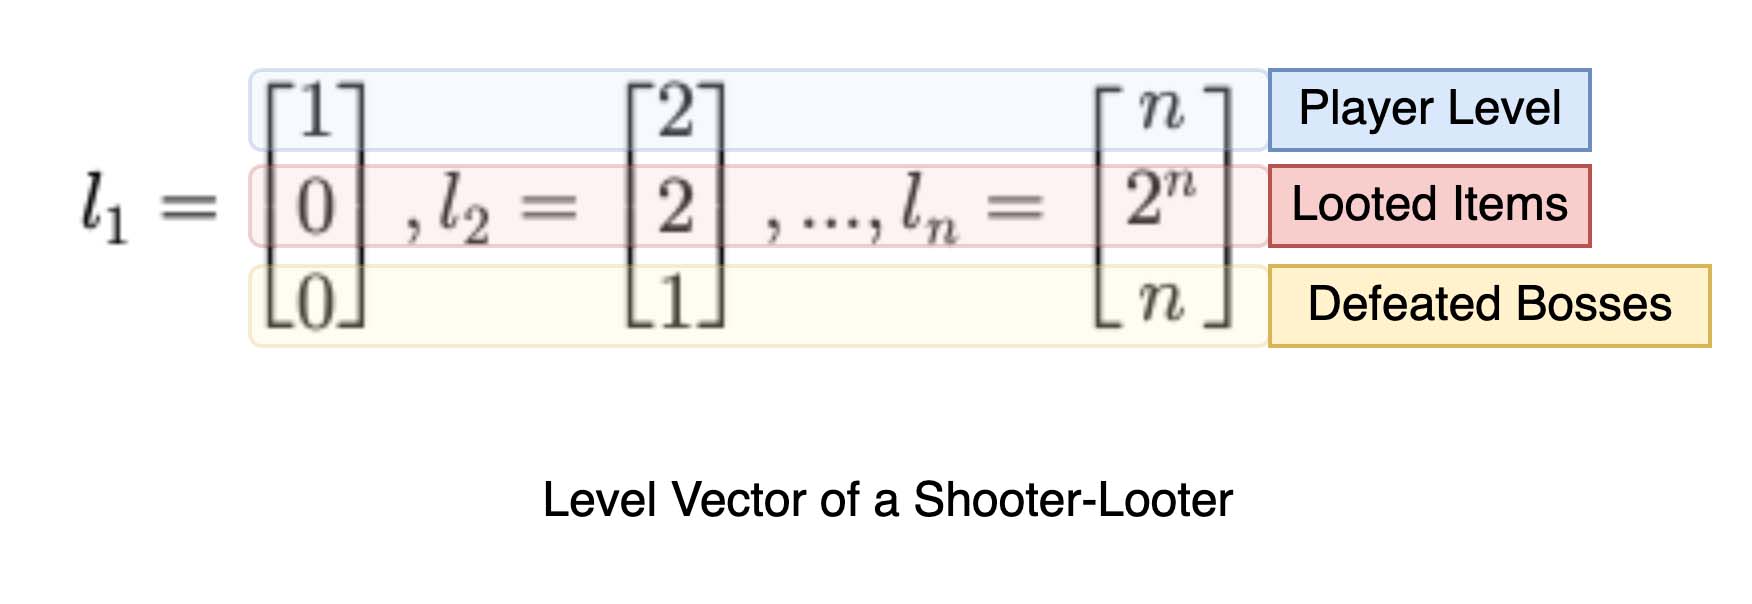 l₁ = [1 0 0], l₂ = [2 2 1], ..., lₙ = [n 2ⁿ n]
Player Level
Looted Items
Defeated Bosses
Level Vector of a Shooter-Looter